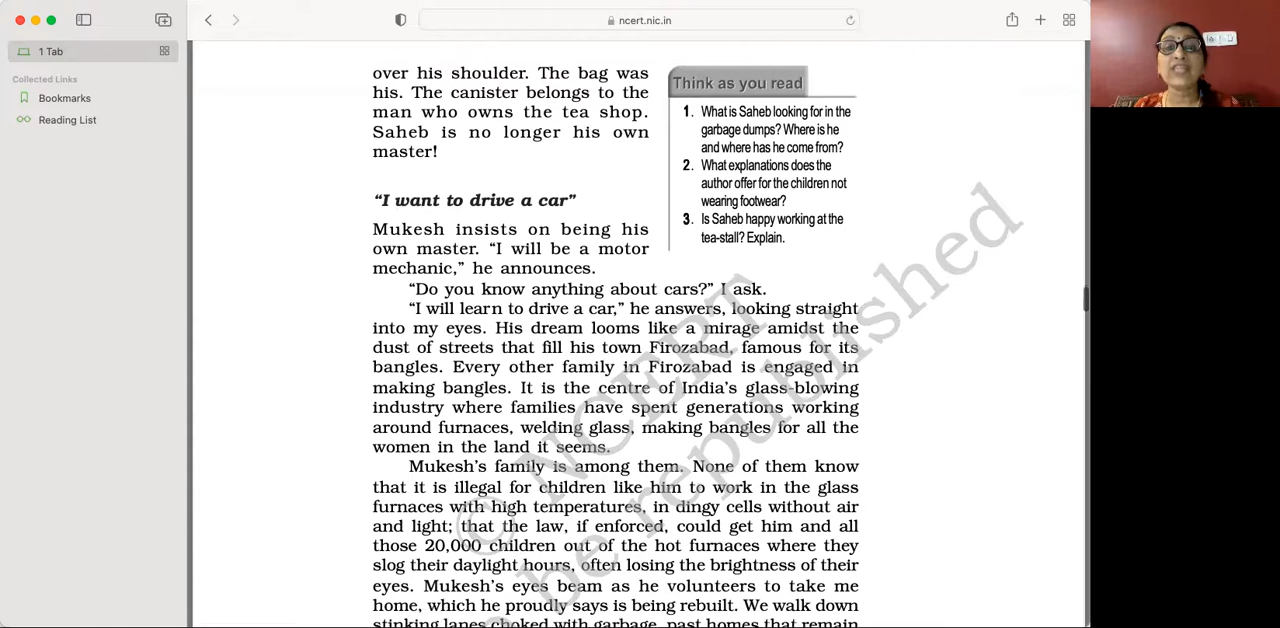 ncert.nic.in
1 Tab
Collected Links
Bookmarks
Reading List
over his shoulder. The bag was
his. The canister belongs to the
man who owns the tea shop.
Saheb is no longer his own
master!
Think as you read
1. What is Saheb looking for in the
garbage dumps? Where is he
and where has he come from?
2. What explanations does the
author offer for the children not
wearing footwear?
3. Is Saheb happy working at the
tea-stall? Explain.
“I want to drive a car”
Mukesh insists on being his
own master. “I will be a motor
mechanic,” he announces.
“Do you know anything about cars?” I ask.
“I will learn to drive a car,” he answers, looking straight
into my eyes. His dream looms like a mirage amidst the
dust of streets that fill his town Firozabad, famous for its
bangles. Every other family in Firozabad is engaged in
making bangles. It is the centre of India’s glass-blowing
industry where families have spent generations working
around furnaces, welding glass, making bangles for all the
women in the land it seems.
Mukesh’s family is among them. None of them know
that it is illegal for children like him to work in the glass
furnaces with high temperatures, in dingy cells without air
and light; that the law, if enforced, could get him and all
those 20,000 children out of the hot furnaces where they
slog their daylight hours, often losing the brightness of their
eyes. Mukesh’s eyes beam as he volunteers to take me
home, which he proudly says is being rebuilt. We walk down
stinking lanes choked with garbage, past homes that remain
© NCERT
be republished